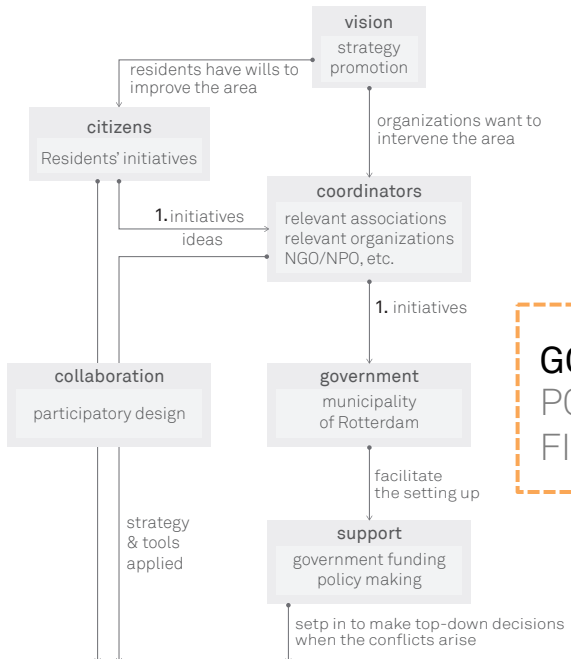 vision
strategy
promotion
residents have wills to
improve the area
citizens
Residents' initiatives
organizations want to
intervene the area
coordinators
relevant associations
relevant organizations
NGO/NPO, etc.
1. initiatives
ideas
1. initiatives
collaboration
participatory design
government
municipality
of Rotterdam
facilitate
the setting up
strategy
& tools
applied
support
government funding
policy making
setp in to make top-down decisions
when the conflicts arise